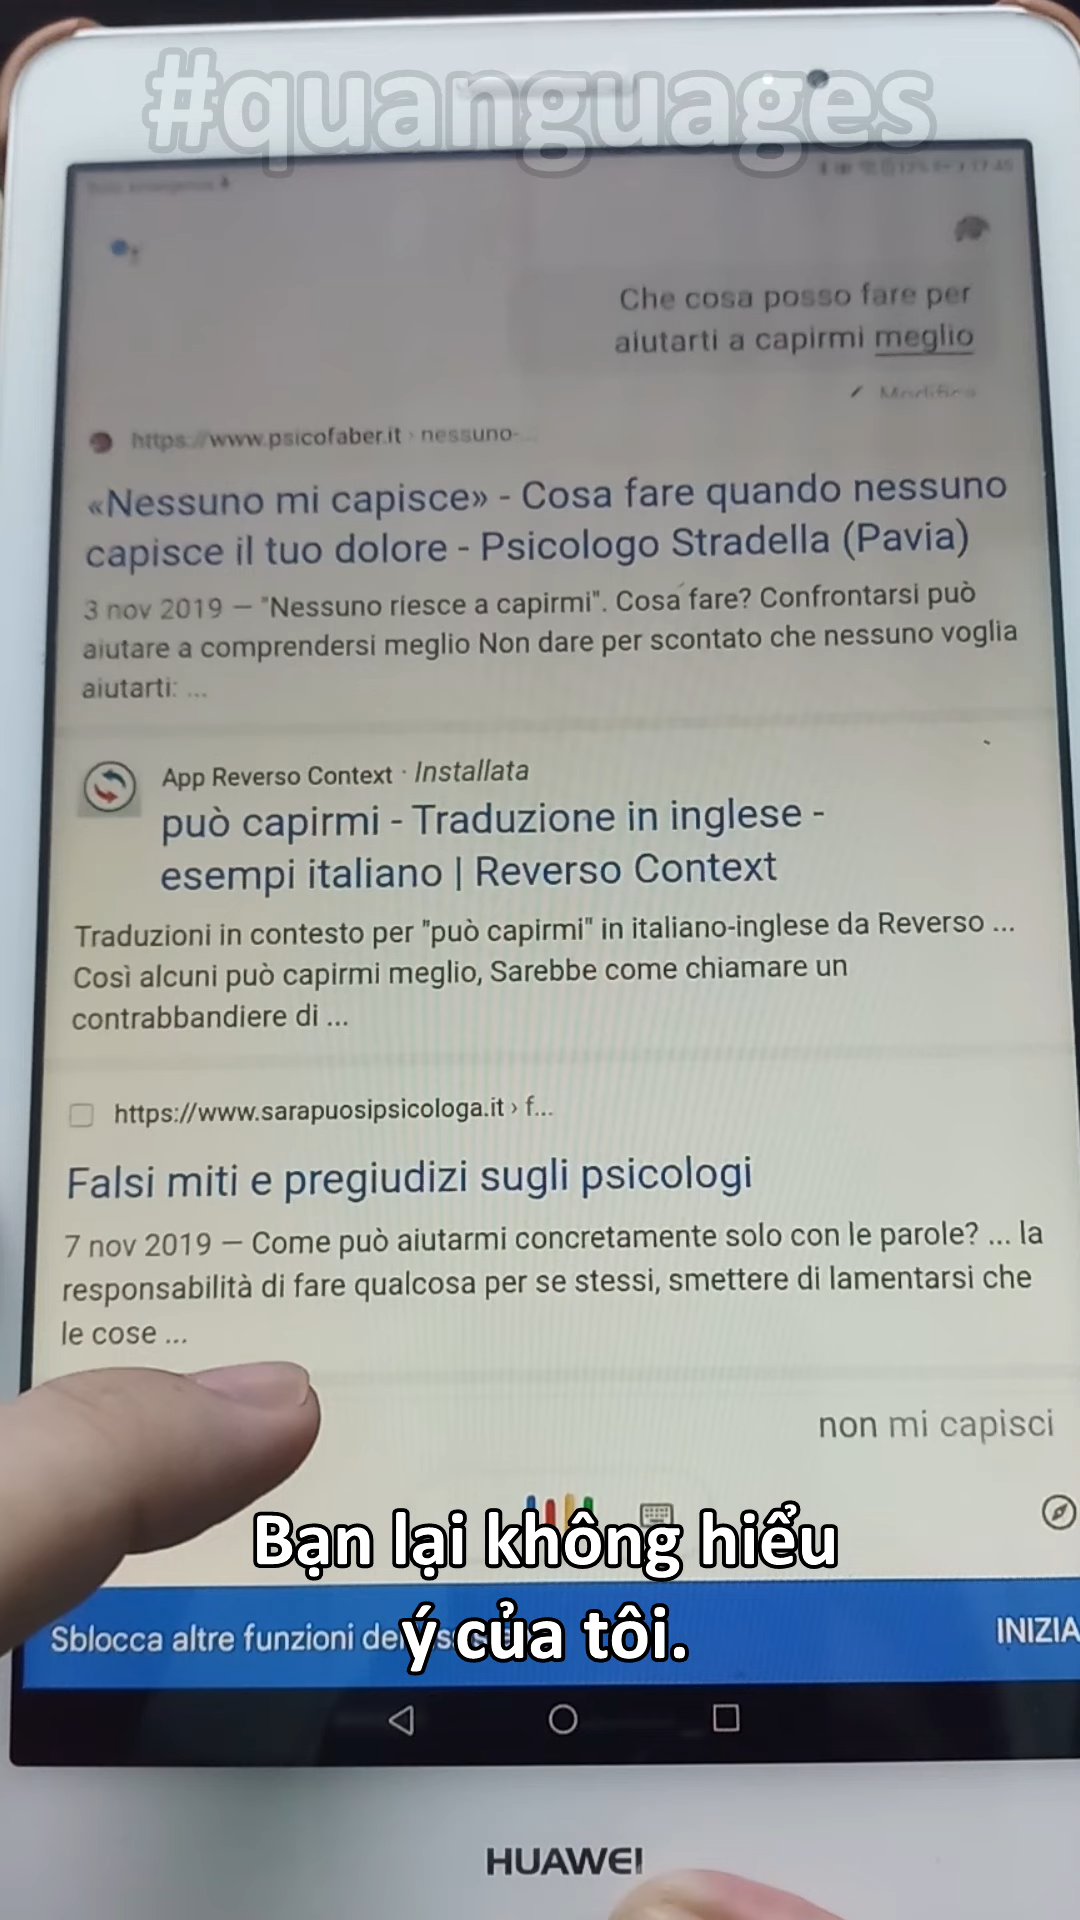 #quanguages
17:45
Che cosa posso fare per
aiutarti a capirmi meglio
Modifica
https://www.psicofaber.it › nessuno-...
«Nessuno mi capisce» - Cosa fare quando nessuno
capisce il tuo dolore - Psicologo Stradella (Pavia)
3 nov 2019 — "Nessuno riesce a capirmi". Cosa fare? Confrontarsi può
aiutare a comprendersi meglio Non dare per scontato che nessuno voglia
aiutarti: ...
App Reverso Context · Installata
può capirmi - Traduzione in inglese -
esempi italiano | Reverso Context
Traduzioni in contesto per "può capirmi" in italiano-inglese da Reverso ...
Così alcuni può capirmi meglio, Sarebbe come chiamare un
contrabbandiere di ...
https://www.sarapuosipsicologa.it › f...
Falsi miti e pregiudizi sugli psicologi
7 nov 2019 — Come può aiutarmi concretamente solo con le parole? ... la
responsabilità di fare qualcosa per se stessi, smettere di lamentarsi che
le cose ...
non mi capisci
Bạn lại không hiểu
ý của tôi.
Sblocca altre funzioni
INIZIA
HUAWEI